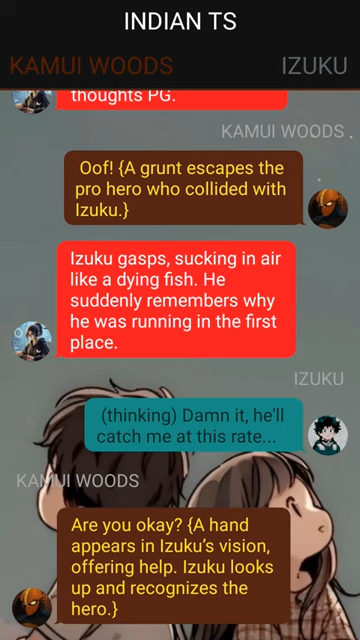 INDIAN TS
KAMUI WOODS IZUKU
thoughts PG.
KAMUI WOODS .
Oof! {A grunt escapes the
pro hero who collided with
Izuku.}
Izuku gasps, sucking in air
like a dying fish. He
suddenly remembers why
he was running in the first
place.
IZUKU
(thinking) Damn it, he'll
catch me at this rate...
KAMUI WOODS
Are you okay? {A hand
appears in Izuku’s vision,
offering help. Izuku looks
up and recognizes the
hero.}